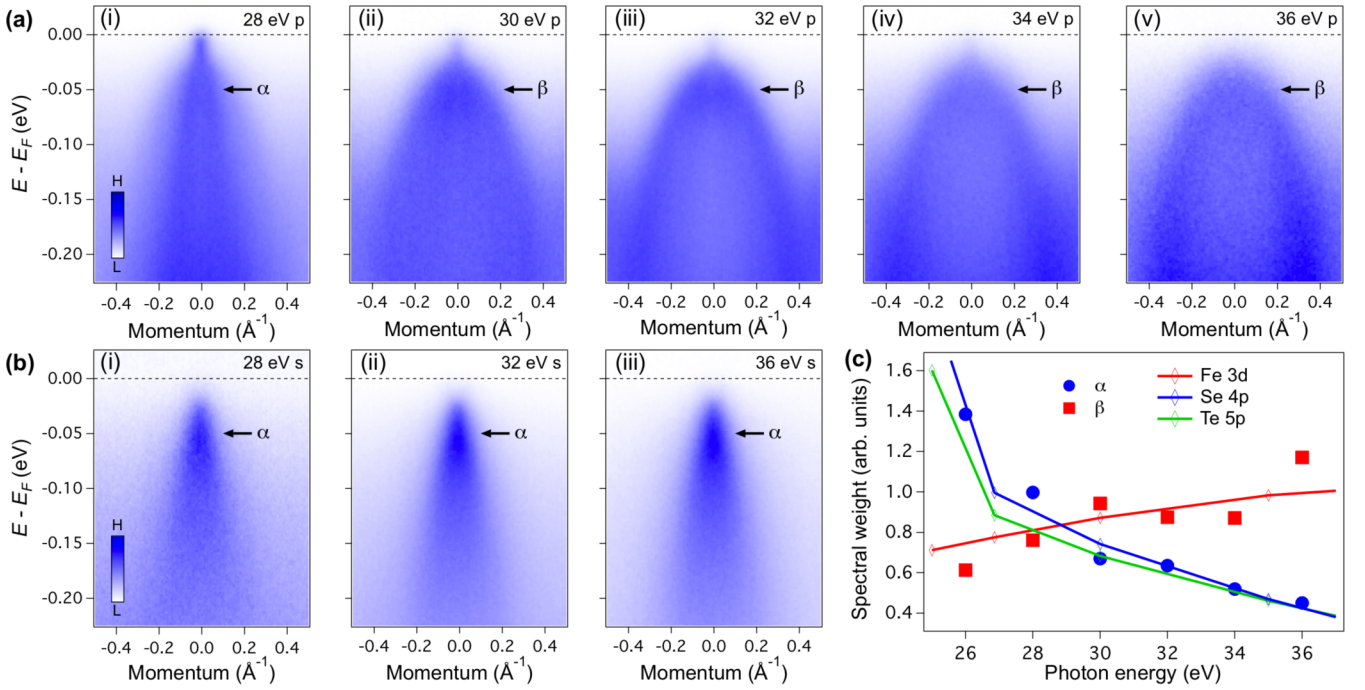 (a)
(i) 28 eV p
(ii) 30 eV p
(iii) 32 eV p
(iv) 34 eV p
(v) 36 eV p
E - E_F (eV)
0.00
-0.05
-0.10
-0.15
-0.20
α
β
β
β
β
H
L
-0.4 -0.2 0.0 0.2 0.4
-0.4 -0.2 0.0 0.2 0.4
-0.4 -0.2 0.0 0.2 0.4
-0.4 -0.2 0.0 0.2 0.4
-0.4 -0.2 0.0 0.2 0.4
Momentum (Å⁻¹)
Momentum (Å⁻¹)
Momentum (Å⁻¹)
Momentum (Å⁻¹)
Momentum (Å⁻¹)
(b)
(i) 28 eV s
(ii) 32 eV s
(iii) 36 eV s
E - E_F (eV)
0.00
-0.05
-0.10
-0.15
-0.20
α
α
α
H
L
-0.4 -0.2 0.0 0.2 0.4
-0.4 -0.2 0.0 0.2 0.4
-0.4 -0.2 0.0 0.2 0.4
Momentum (Å⁻¹)
Momentum (Å⁻¹)
Momentum (Å⁻¹)
(c)
Spectral weight (arb. units)
1.6
1.4
1.2
1.0
0.8
0.6
0.4
α
β
Fe 3d
Se 4p
Te 5p
26 28 30 32 34 36
Photon energy (eV)